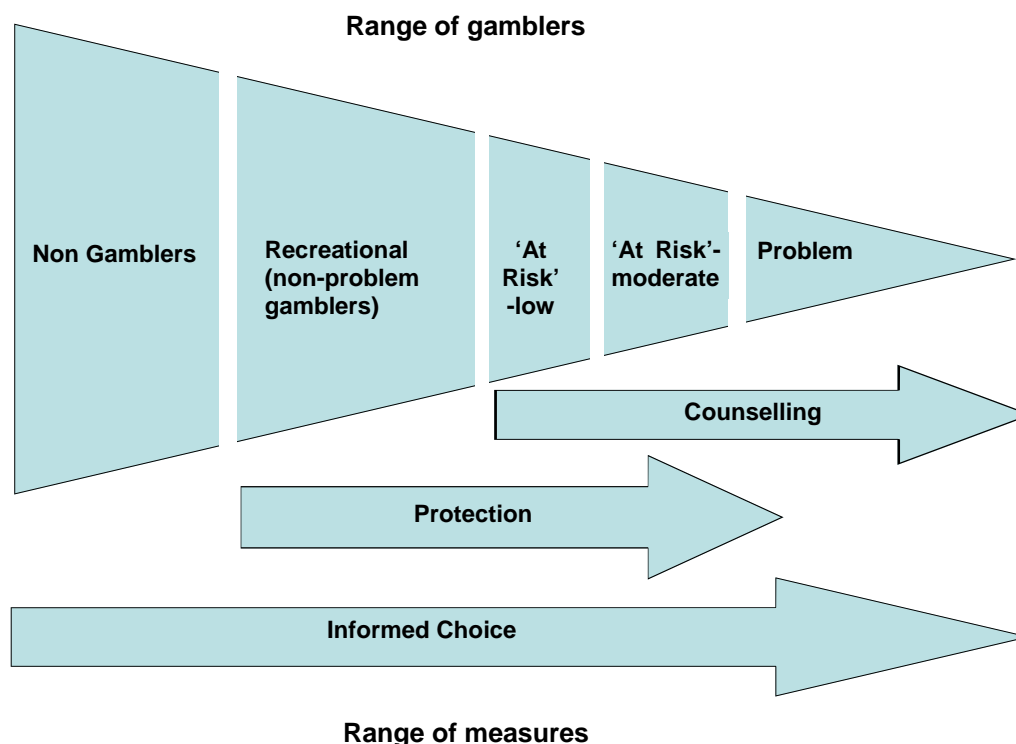 Range of gamblers
Non Gamblers
Recreational
(non-problem
gamblers)
‘At
Risk’
-low
‘At Risk’-
moderate
Problem
Counselling
Protection
Informed Choice
Range of measures